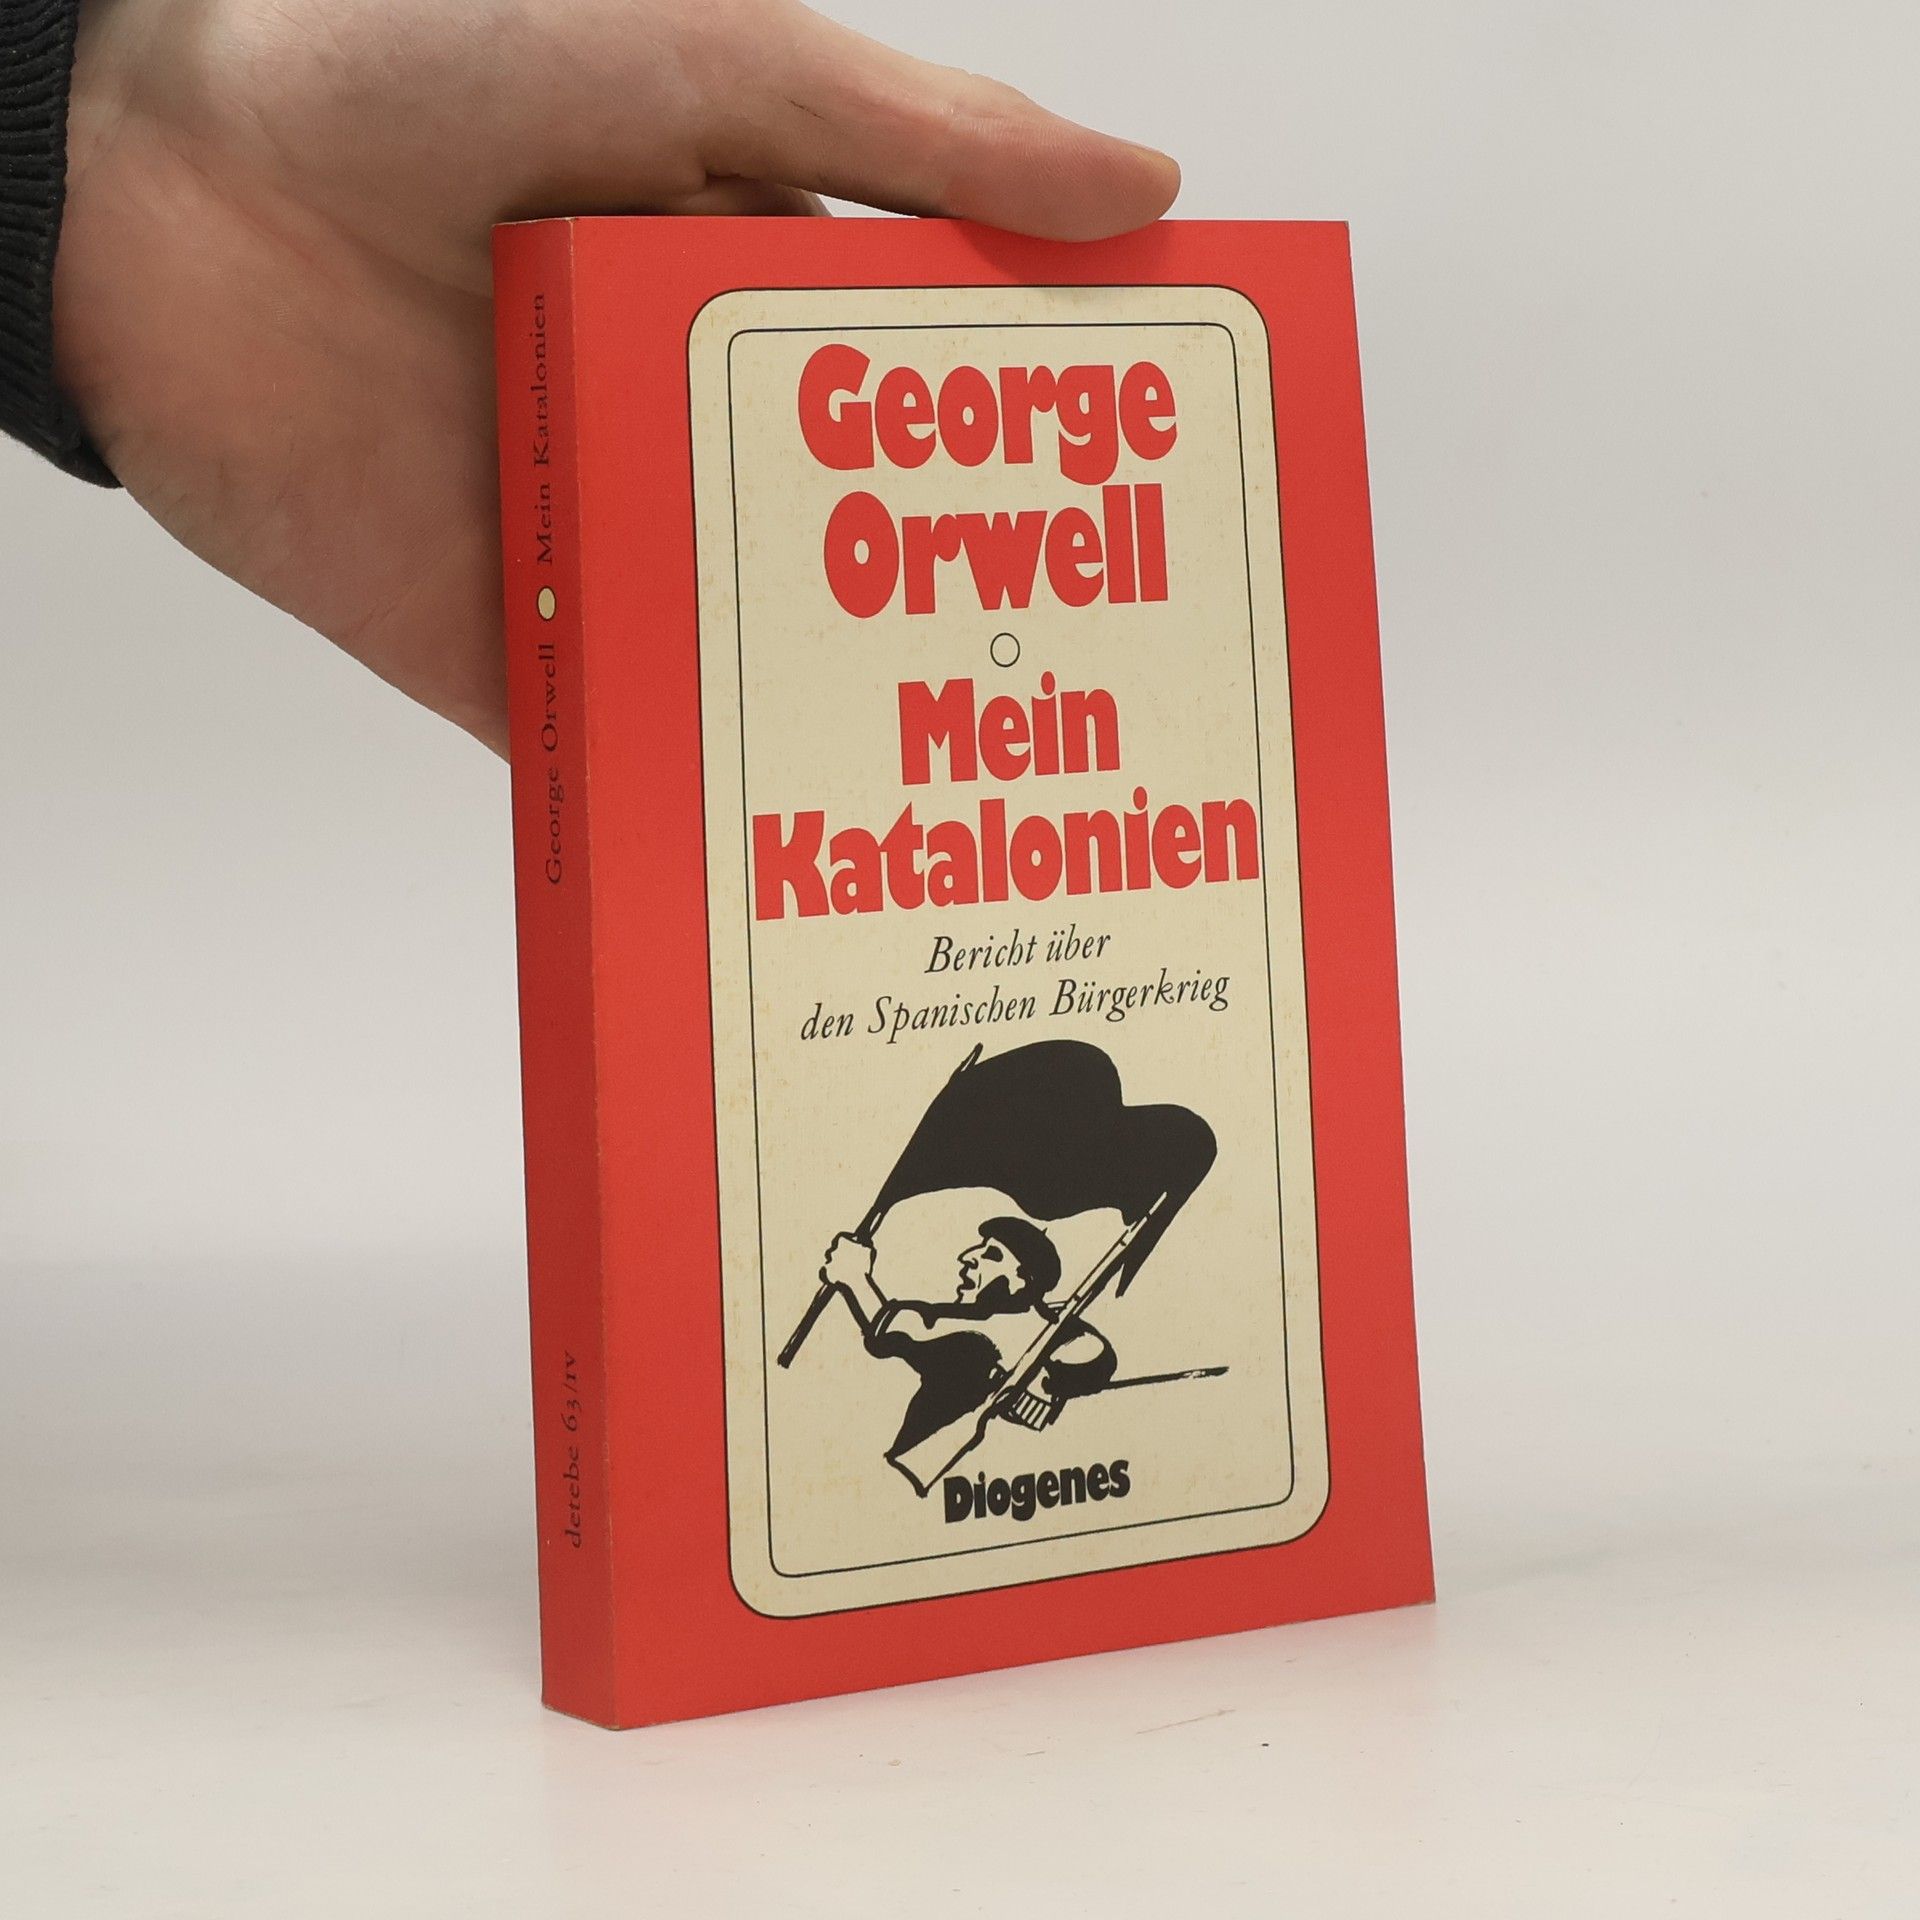 George
Orwell
Mein
Katalonien
Bericht über
den Spanischen Bürgerkrieg
Diogenes
George Orwell Mein Katalonien
detebe 63/IV